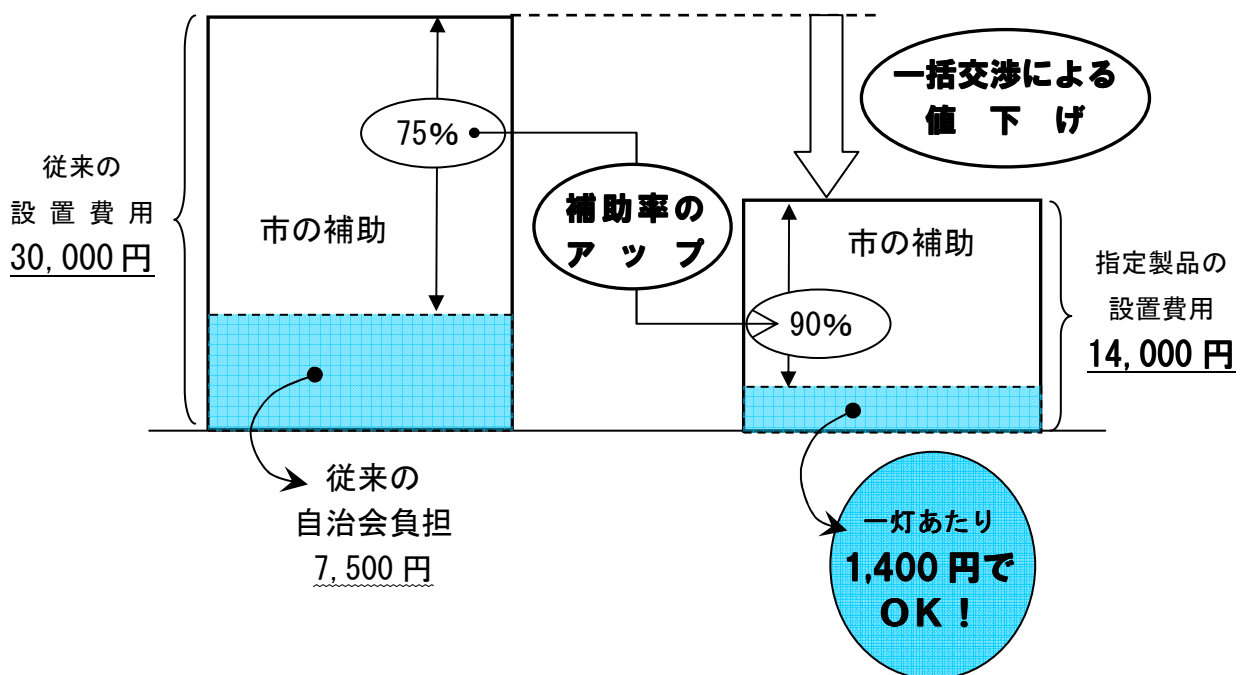 従来の
設置費用
30,000円
市の補助
75%
補助率の
アップ
一括交渉による
値下げ
市の補助
90%
指定製品の
設置費用
14,000円
従来の
自治会負担
7,500円
一灯あたり
1,400円で
OK！